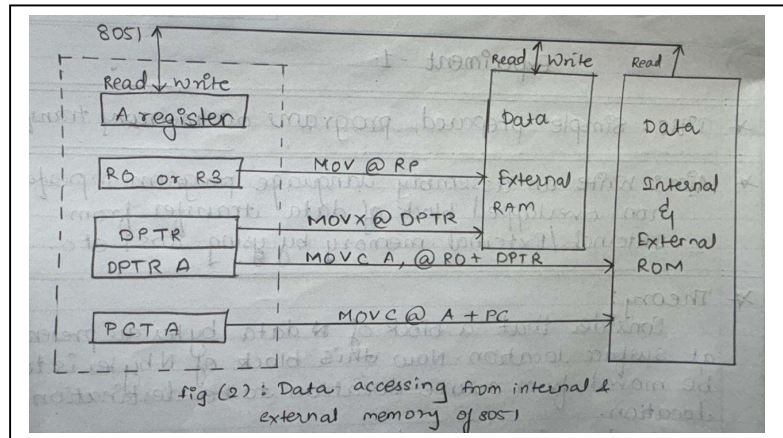 8051
Read Write
A register
R0 or R3
DPTR
DPTR A
PCT A
MOV @ RP
MOVX @ DPTR
MOVC A, @ R0 + DPTR
MOVC @ A + PC
Read Write
Data
External
RAM
Read
Data
Internal
&
External
ROM
fig (2): Data accessing from internal &
external memory of 8051